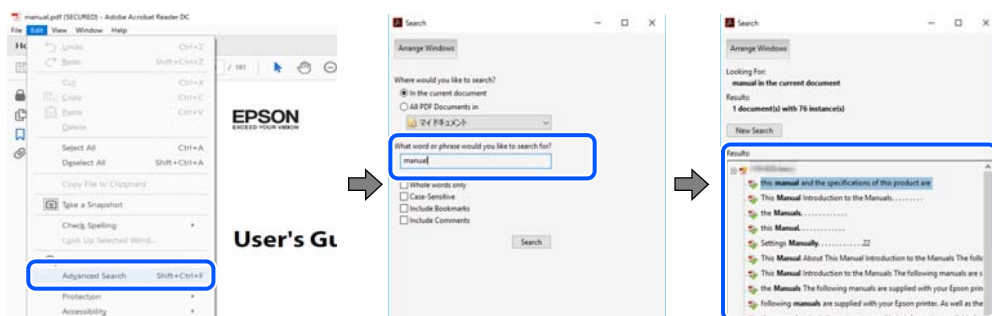 manual.pdf (SECURED) - Adobe Acrobat Reader DC
File Edit View Window Help
Undo Ctrl+Z
Redo Shift+Ctrl+Z
Cut Ctrl+X
Copy Ctrl+C
Paste Ctrl+V
Delete
Select All Ctrl+A
Deselect All Shift+Ctrl+A
Copy File to Clipboard
Take a Snapshot
Check Spelling
Look Up Selected Word...
Advanced Search Shift+Ctrl+F
Protection
Accessibility
/ 191
EPSON
EXCEED YOUR VISION
User's Gu
Search
Arrange Windows
Where would you like to search?
In the current document
All PDF Documents in
マイ ドキュメント
What word or phrase would you like to search for?
manual
Whole words only
Case-Sensitive
Include Bookmarks
Include Comments
Search
Search
Arrange Windows
Looking For:
manual in the current document
Results:
1 document(s) with 76 instance(s)
New Search
Results:
this manual and the specifications of this product are
This Manual Introduction to the Manuals. . . . . . . . .
the Manuals. . . . . . . . . . . . .
this Manual. . . . . . . . . . . . .
Settings Manually. . . . . . . . . . . . .22
This Manual About This Manual Introduction to the Manuals The follo
This Manual Introduction to the Manuals The following manuals are s
the Manuals The following manuals are supplied with your Epson prin
following manuals are supplied with your Epson printer. As well as the